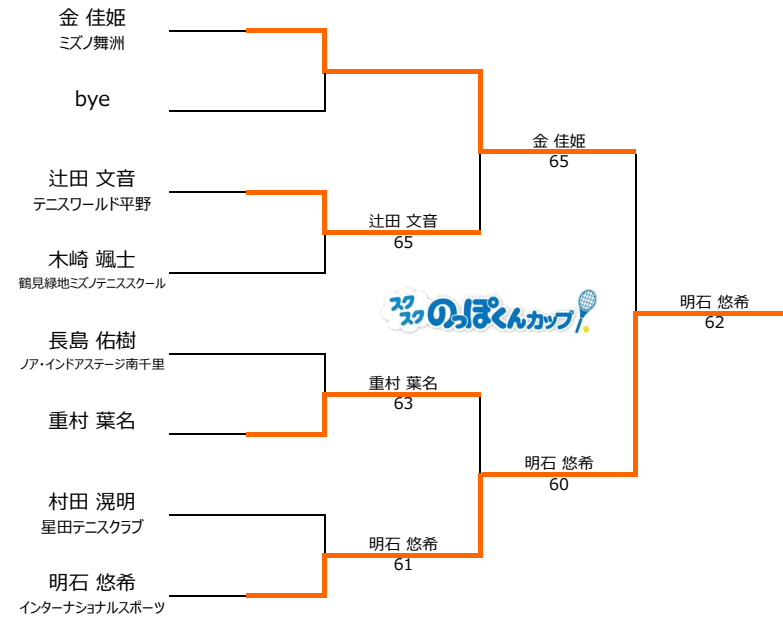 金 佳姫
ミズノ舞洲
bye
辻田 文音
テニスワールド平野
木崎 颯士
鶴見緑地ミズノテニススクール
長島 佑樹
ノア・インドアステージ南千里
重村 葉名
村田 滉明
星田テニスクラブ
明石 悠希
インターナショナルスポーツ
辻田 文音
65
重村 葉名
63
明石 悠希
61
金 佳姫
65
明石 悠希
60
明石 悠希
62
スクスクのっぽくんカップ